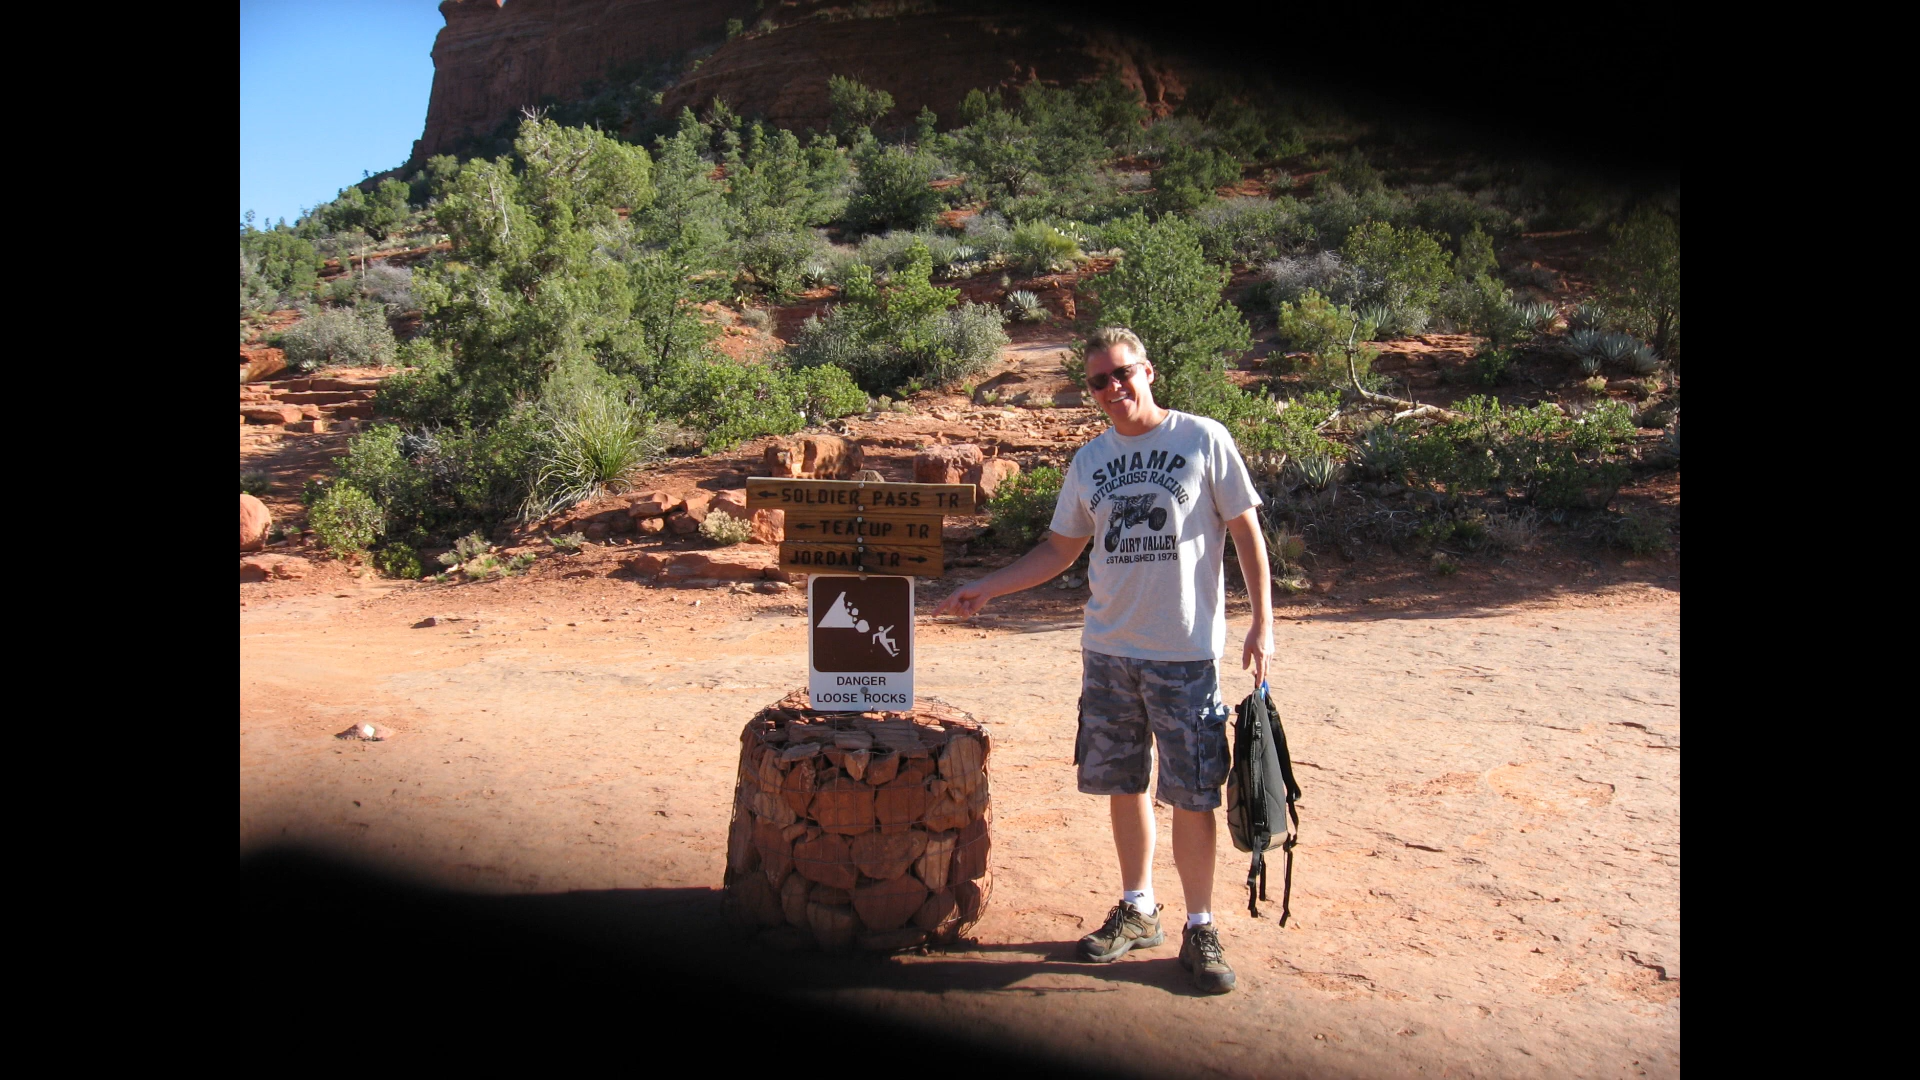 SWAMP
MOTOCROSS RACING
DIRT VALLEY
ESTABLISHED 1978
←SOLDIER PASS TR
←TEACUP TR
JORDAN TR→
DANGER
LOOSE ROCKS